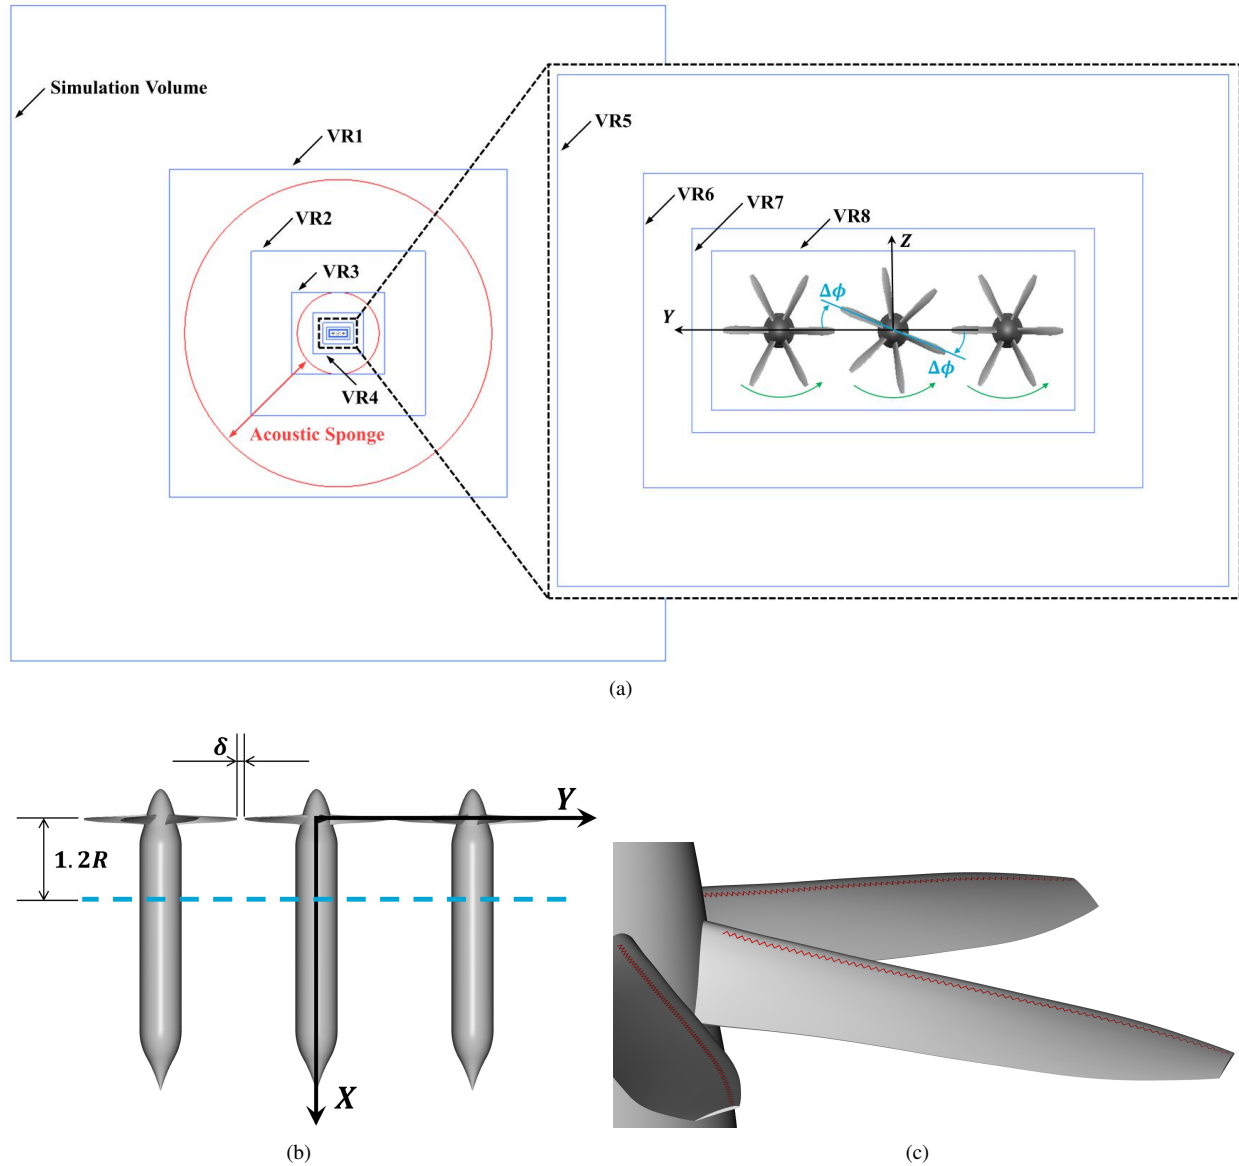 Simulation Volume
VR1
VR2
VR3
VR4
Acoustic Sponge
VR5
VR6
VR7
VR8
Z
Δϕ
Y
Δϕ
(a)
δ
Y
1.2R
X
(b)
(c)